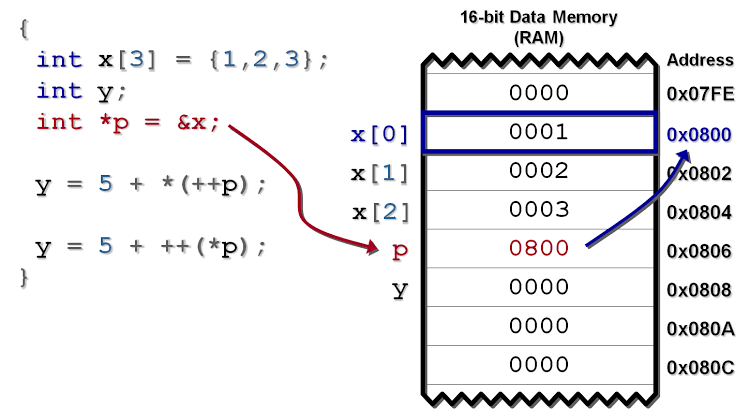 {
int x[3] = {1,2,3};
int y;
int *p = &x;
y = 5 + *(++p);
y = 5 + ++(*p);
}
16-bit Data Memory
(RAM)
Address
0000 0x07FE
x[0] 0001 0x0800
x[1] 0002 0x0802
x[2] 0003 0x0804
p 0800 0x0806
y 0000 0x0808
0000 0x080A
0000 0x080C